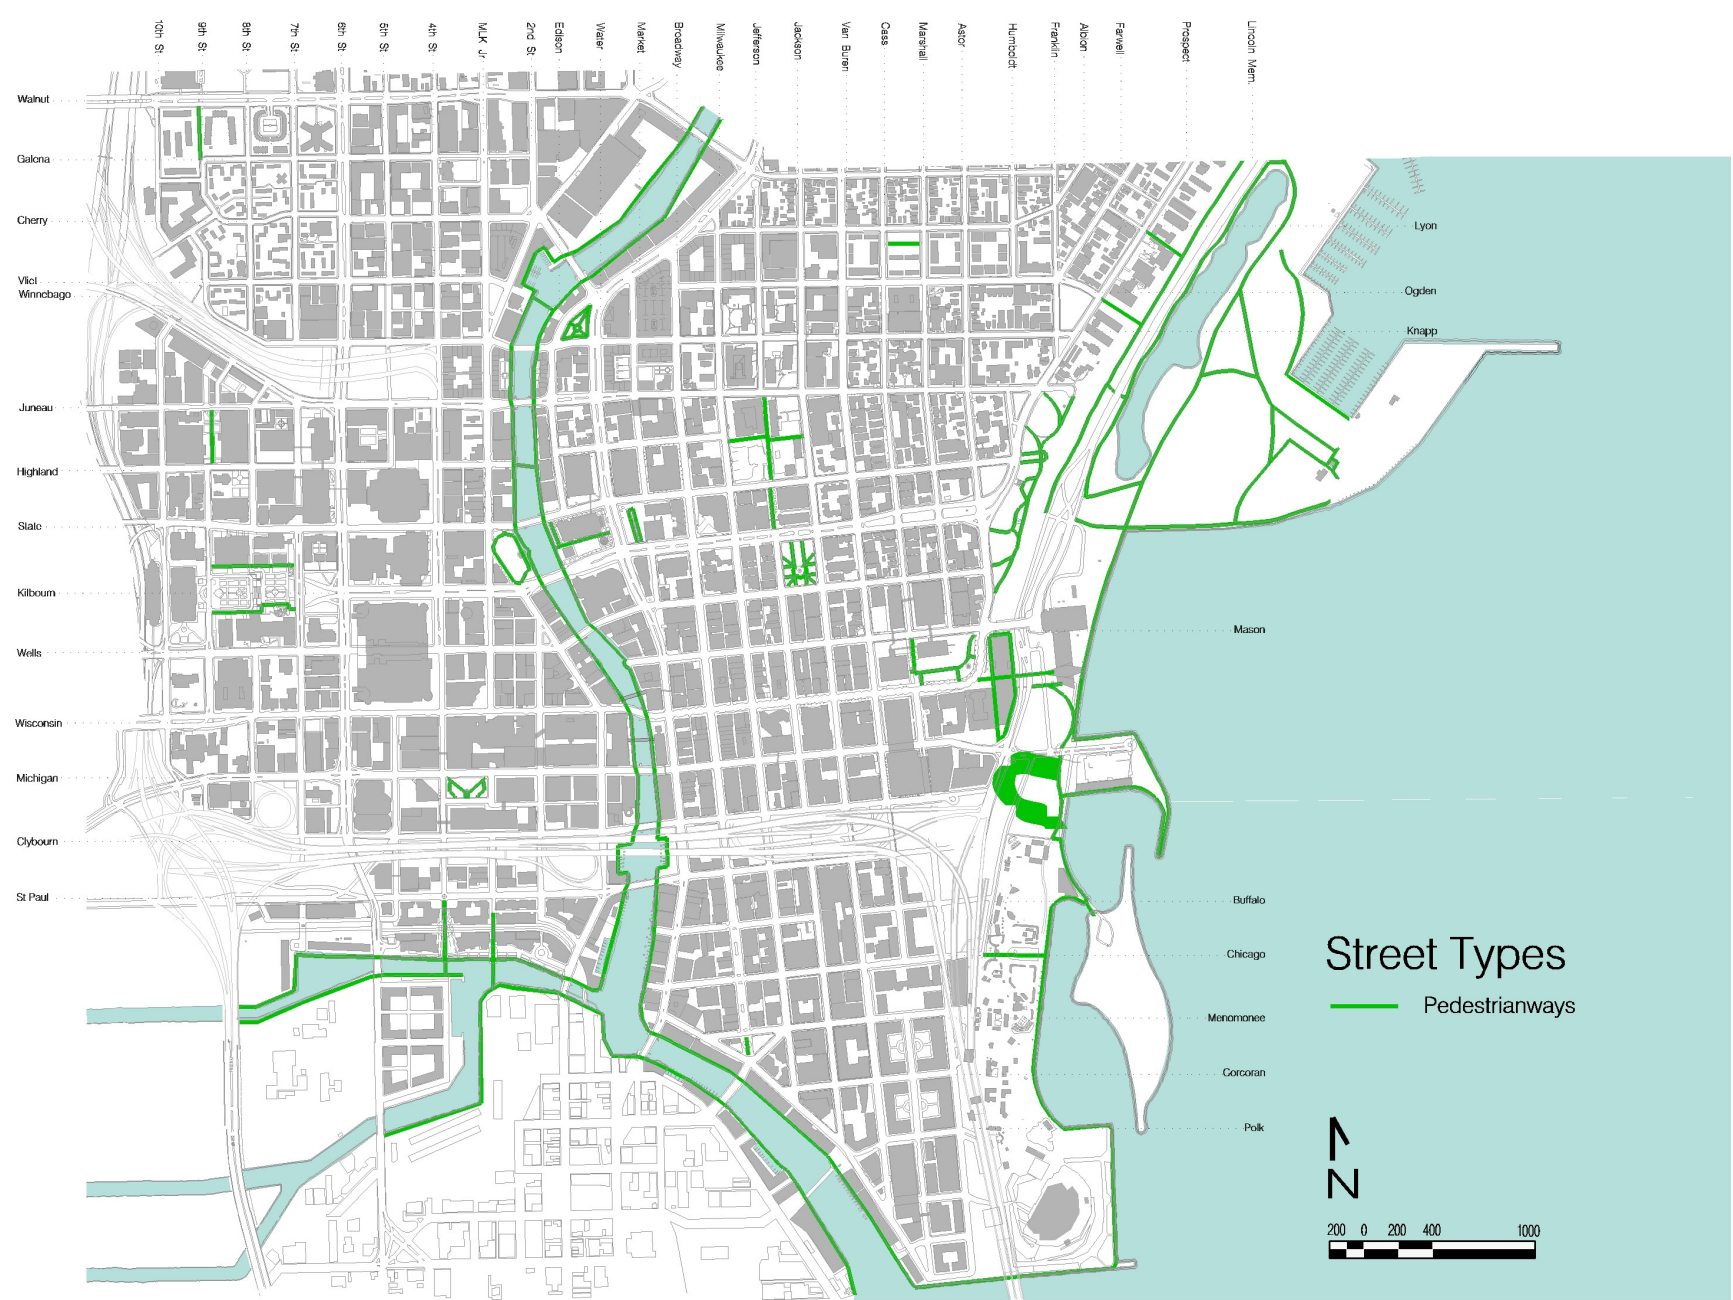 10th St
9th St
8th St
7th St
6th St
5th St
4th St
MLK Jr
2nd St
Edison
Water
Market
Broadway
Milwaukee
Jefferson
Jackson
Van Buren
Cass
Marshall
Astor
Humboldt
Franklin
Albion
Farwell
Prospect
Lincoln Mem.
Walnut
Galena
Cherry
Vliet
Winnebago
Juneau
Highland
State
Kilbourn
Wells
Wisconsin
Michigan
Clybourn
St Paul
Lyon
Ogden
Knapp
Mason
Buffalo
Chicago
Menomonee
Corcoran
Polk
Street Types
Pedestrianways
N
200 0 200 400 1000